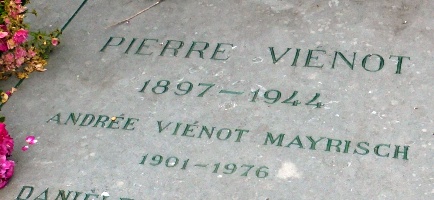 PIERRE VIÉNOT
1897-1944
ANDRÉE VIÉNOT MAYRISCH
1901-1976